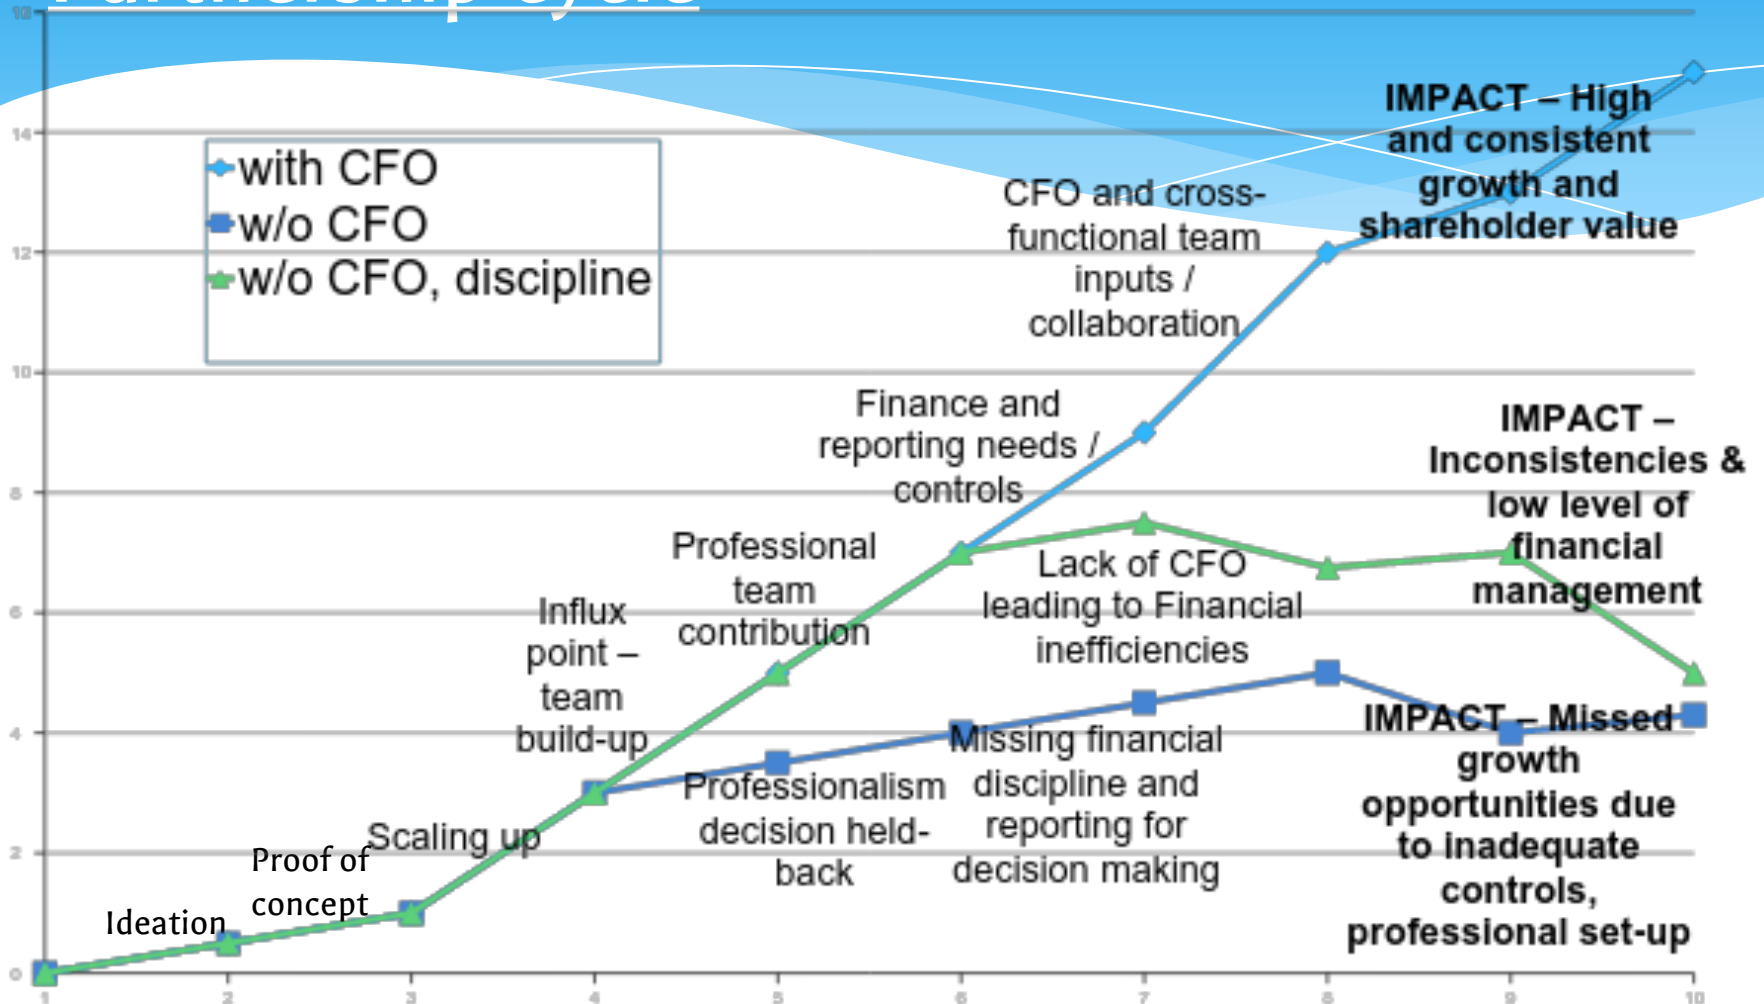 Partnership cycle
16
14
12
10
8
6
4
2
0
with CFO
w/o CFO
w/o CFO, discipline
IMPACT – High
and consistent
growth and
shareholder value
CFO and cross-
functional team
inputs /
collaboration
Finance and
reporting needs /
controls
IMPACT –
Inconsistencies &
low level of
financial
management
Professional
team
contribution
Lack of CFO
leading to Financial
inefficiencies
Influx
point –
team
build-up
IMPACT – Missed
growth
opportunities due
to inadequate
controls,
professional set-up
Missing financial
discipline and
reporting for
decision making
Professionalism
decision held-
back
Scaling up
Proof of
concept
Ideation
1 2 3 4 5 6 7 8 9 10